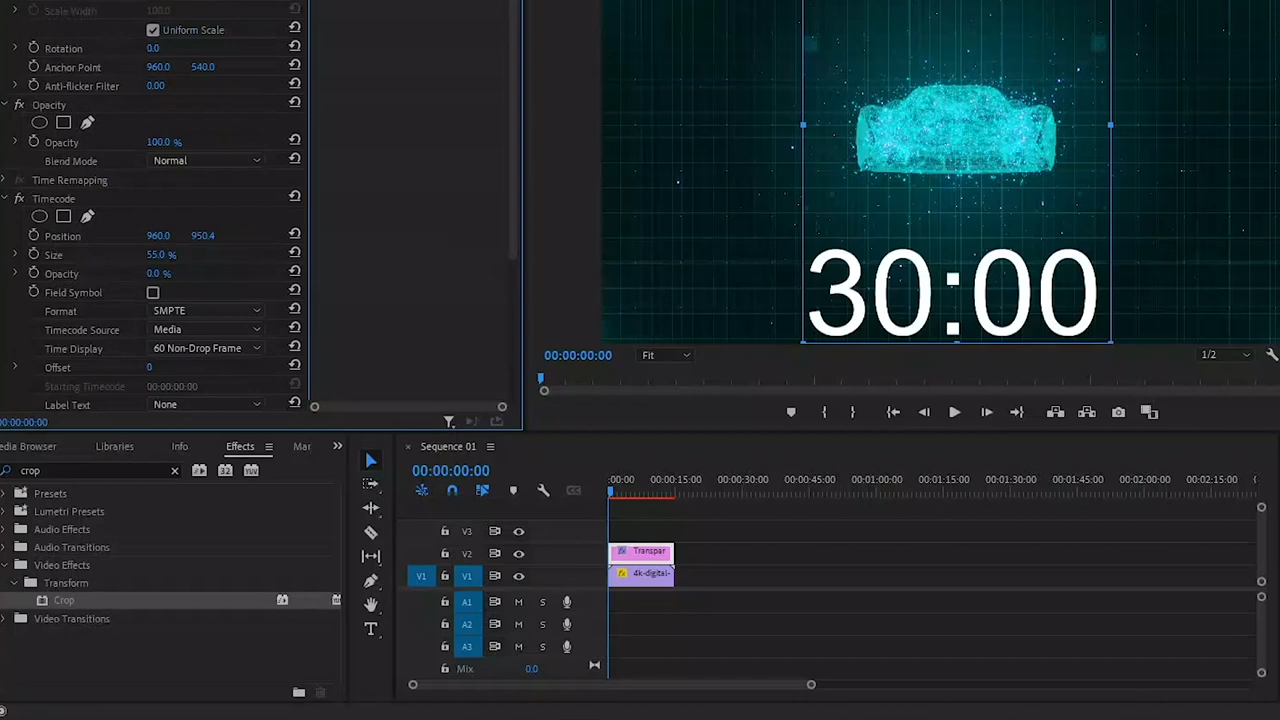 Scale Width 100.0
Uniform Scale
Rotation 0.0
Anchor Point 960.0 540.0
Anti-flicker Filter 0.00
fx Opacity
Opacity 100.0 %
Blend Mode Normal
Time Remapping
fx Timecode
Position 960.0 950.4
Size 55.0 %
Opacity 0.0 %
Field Symbol
Format SMPTE
Timecode Source Media
Time Display 60 Non-Drop Frame
Offset 0
Starting Timecode 00:00:00:00
Label Text None
00:00:00:00
30:00
00:00:00:00 Fit 1/2
edia Browser Libraries Info Effects Mar
crop
Presets
Lumetri Presets
Audio Effects
Audio Transitions
Video Effects
Transform
Crop
Video Transitions
× Sequence 01
00:00:00:00
:00:00 00:00:15:00 00:00:30:00 00:00:45:00 00:01:00:00 00:01:15:00 00:01:30:00 00:01:45:00 00:02:00:00 00:02:15:00
V3
V2 Transpar
V1 V1 fx 4k-digital-
A1 M S
A2 M S
A3 M S
Mix 0.0